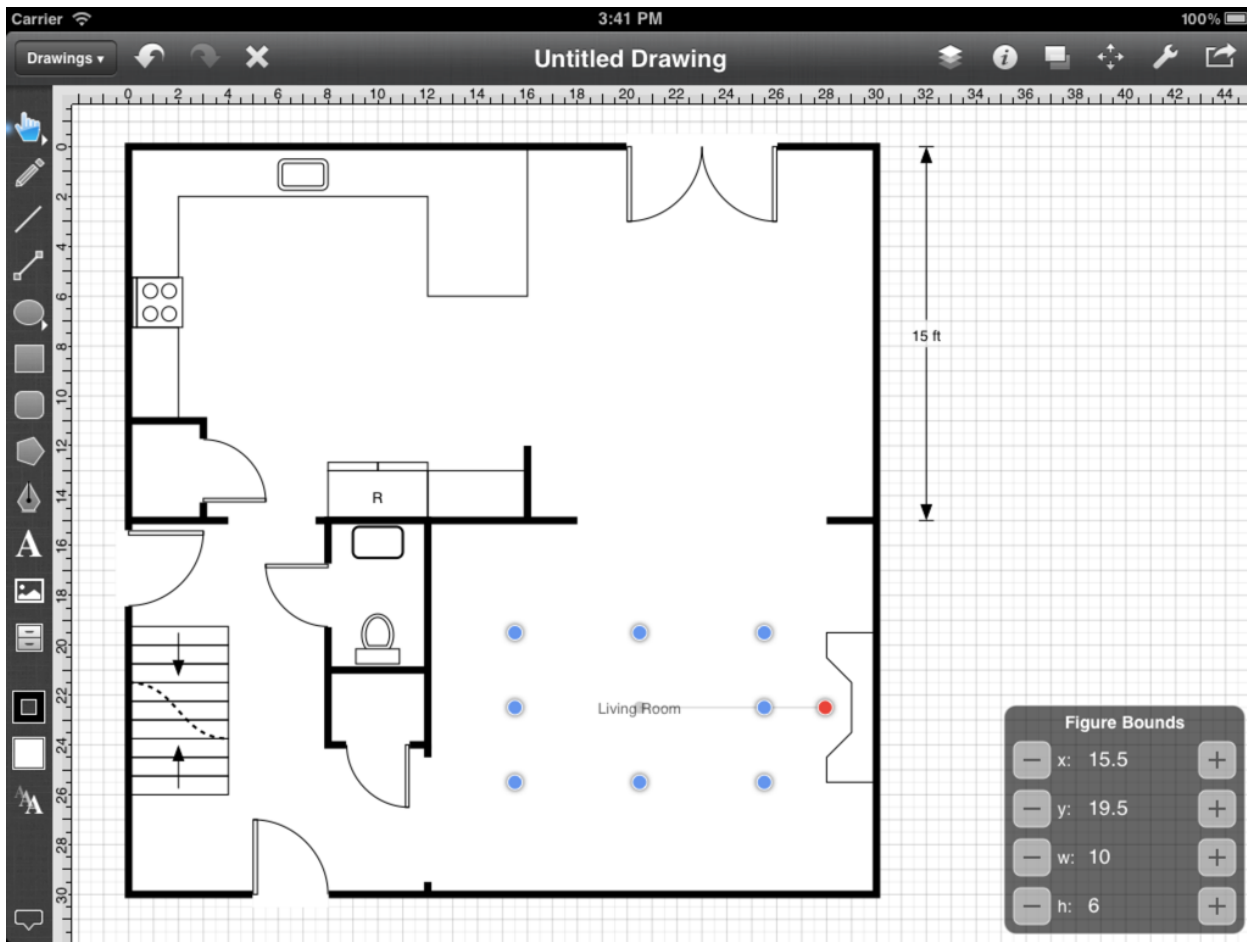 Carrier
3:41 PM
100%
Drawings ▾
Untitled Drawing
0 2 4 6 8 10 12 14 16 18 20 22 24 26 28 30 32 34 36 38 40 42 44
0
2
4
6
8
10
12
14
16
18
20
22
24
26
28
30
15 ft
R
A
Living Room
Figure Bounds
x: 15.5
y: 19.5
w: 10
h: 6
AAA